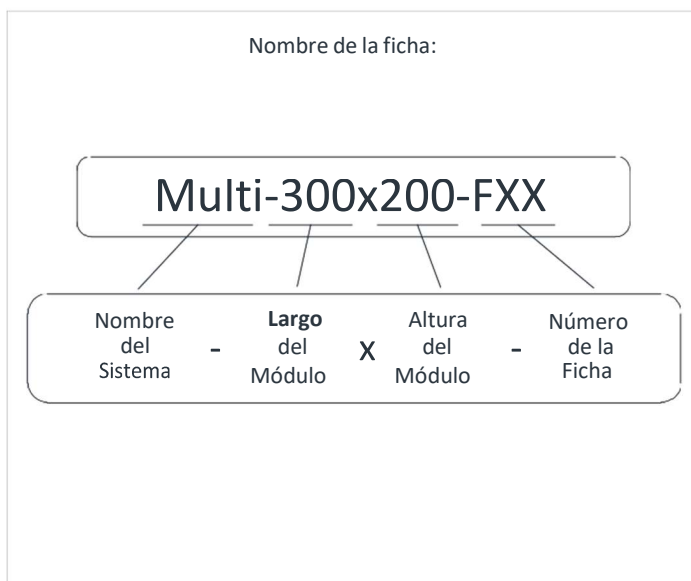 Nombre de la ficha:
Multi-300x200-FXX
Nombre
del
Sistema
-
Largo
del
Módulo
x
Altura
del
Módulo
-
Número
de la
Ficha